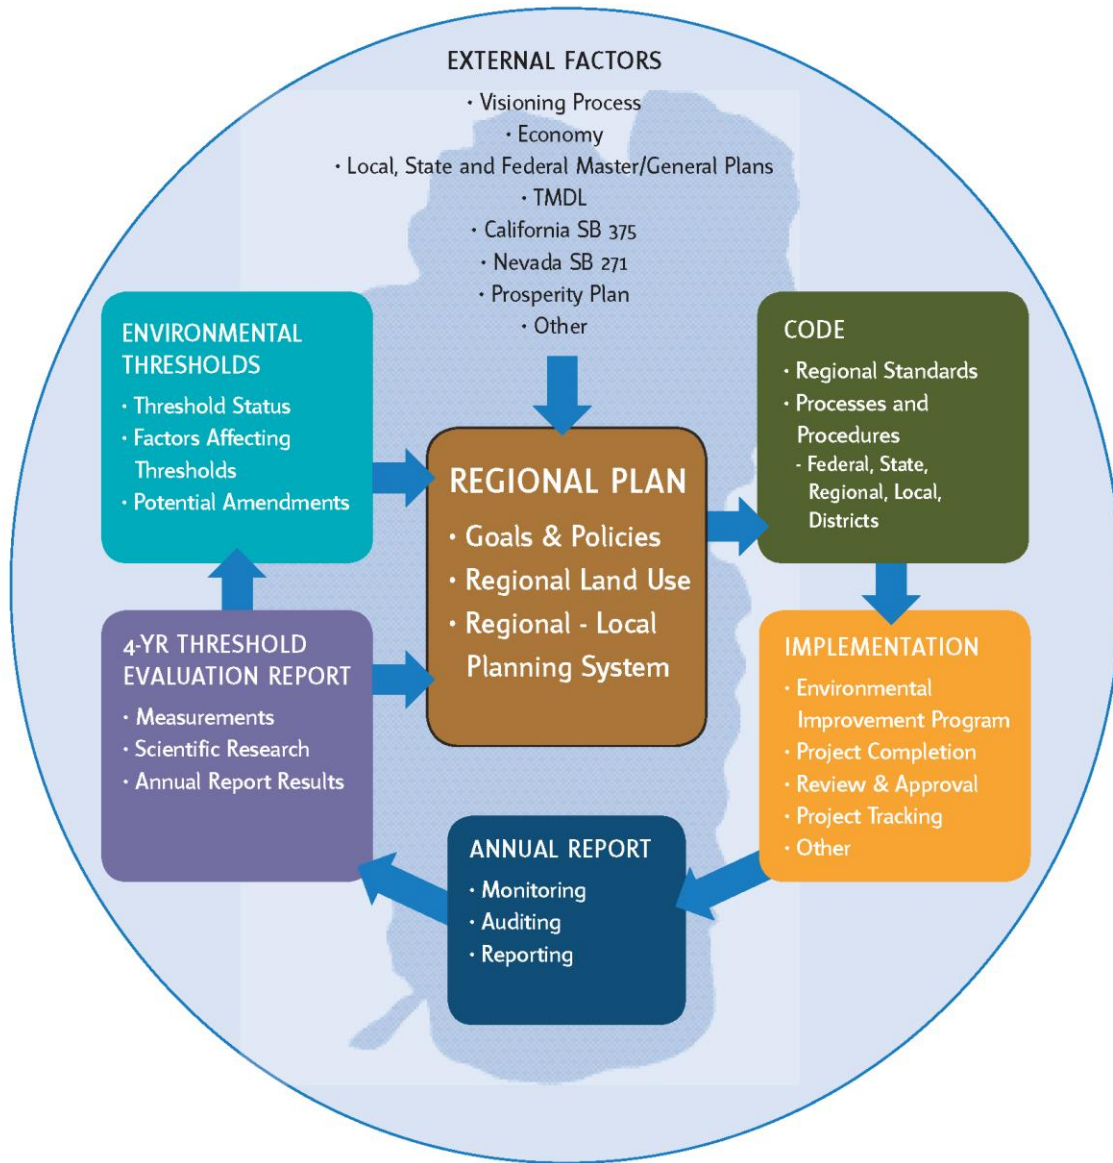 EXTERNAL FACTORS
· Visioning Process
· Economy
· Local, State and Federal Master/General Plans
· TMDL
· California SB 375
· Nevada SB 271
· Prosperity Plan
· Other
ENVIRONMENTAL
THRESHOLDS
· Threshold Status
· Factors Affecting
Thresholds
· Potential Amendments
REGIONAL PLAN
· Goals & Policies
· Regional Land Use
· Regional - Local
Planning System
CODE
· Regional Standards
· Processes and
Procedures
- Federal, State,
Regional, Local,
Districts
4-YR THRESHOLD
EVALUATION REPORT
· Measurements
· Scientific Research
· Annual Report Results
IMPLEMENTATION
· Environmental
Improvement Program
· Project Completion
· Review & Approval
· Project Tracking
· Other
ANNUAL REPORT
· Monitoring
· Auditing
· Reporting